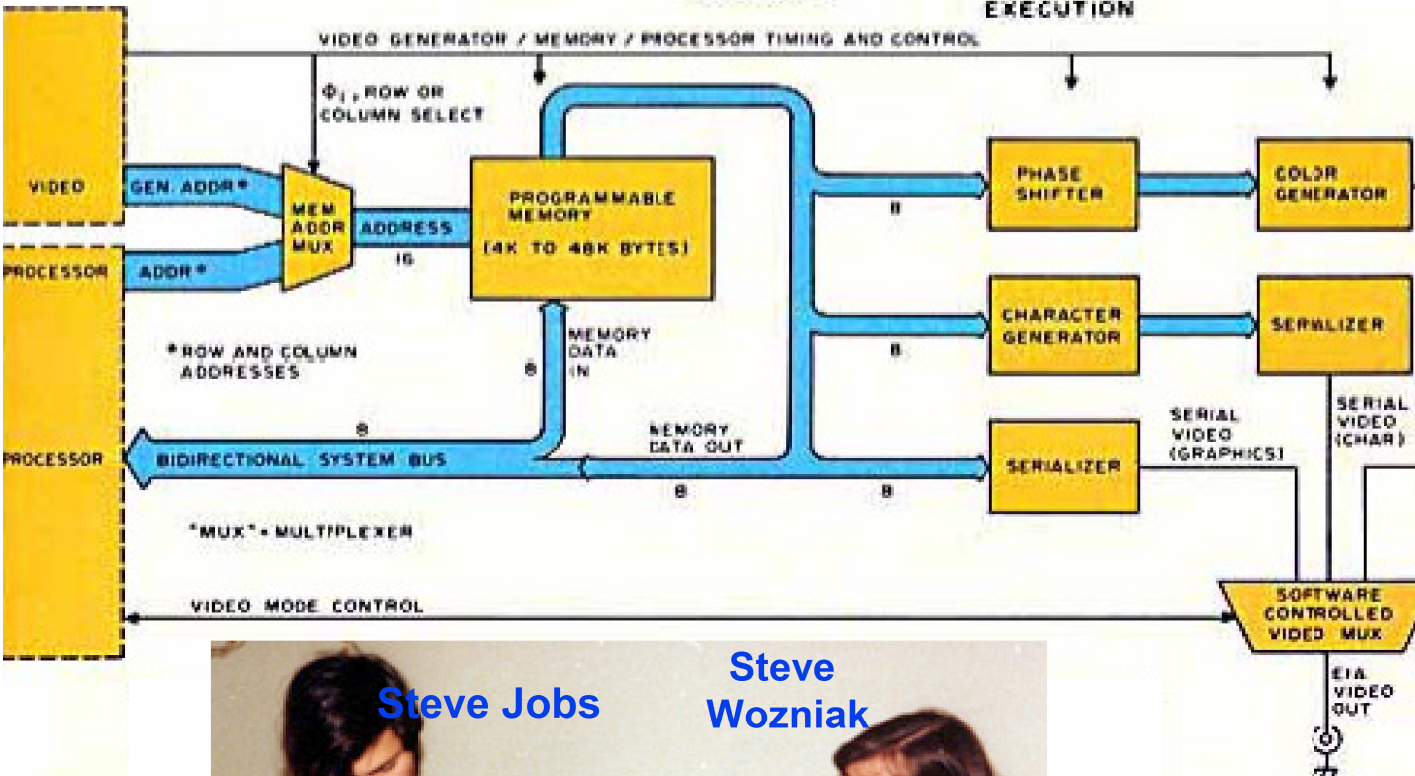 EXECUTION
VIDEO GENERATOR / MEMORY / PROCESSOR TIMING AND CONTROL
Φ₁, ROW OR
COLUMN SELECT
VIDEO
GEN. ADDR*
MEM
ADDR
MUX
ADDRESS
16
PROGRAMMABLE
MEMORY
(4K TO 48K BYTES)
PHASE
SHIFTER
COLOR
GENERATOR
8
PROCESSOR
ADDR*
*ROW AND COLUMN
ADDRESSES
MEMORY
DATA
IN
8
CHARACTER
GENERATOR
SERIALIZER
8
8
BIDIRECTIONAL SYSTEM BUS
PROCESSOR
MEMORY
DATA OUT
8
8
SERIALIZER
SERIAL
VIDEO
(GRAPHICS)
SERIAL
VIDEO
(CHAR)
"MUX" = MULTIPLEXER
VIDEO MODE CONTROL
SOFTWARE
CONTROLLED
VIDEO MUX
EIA
VIDEO
OUT
Steve Jobs
Steve
Wozniak